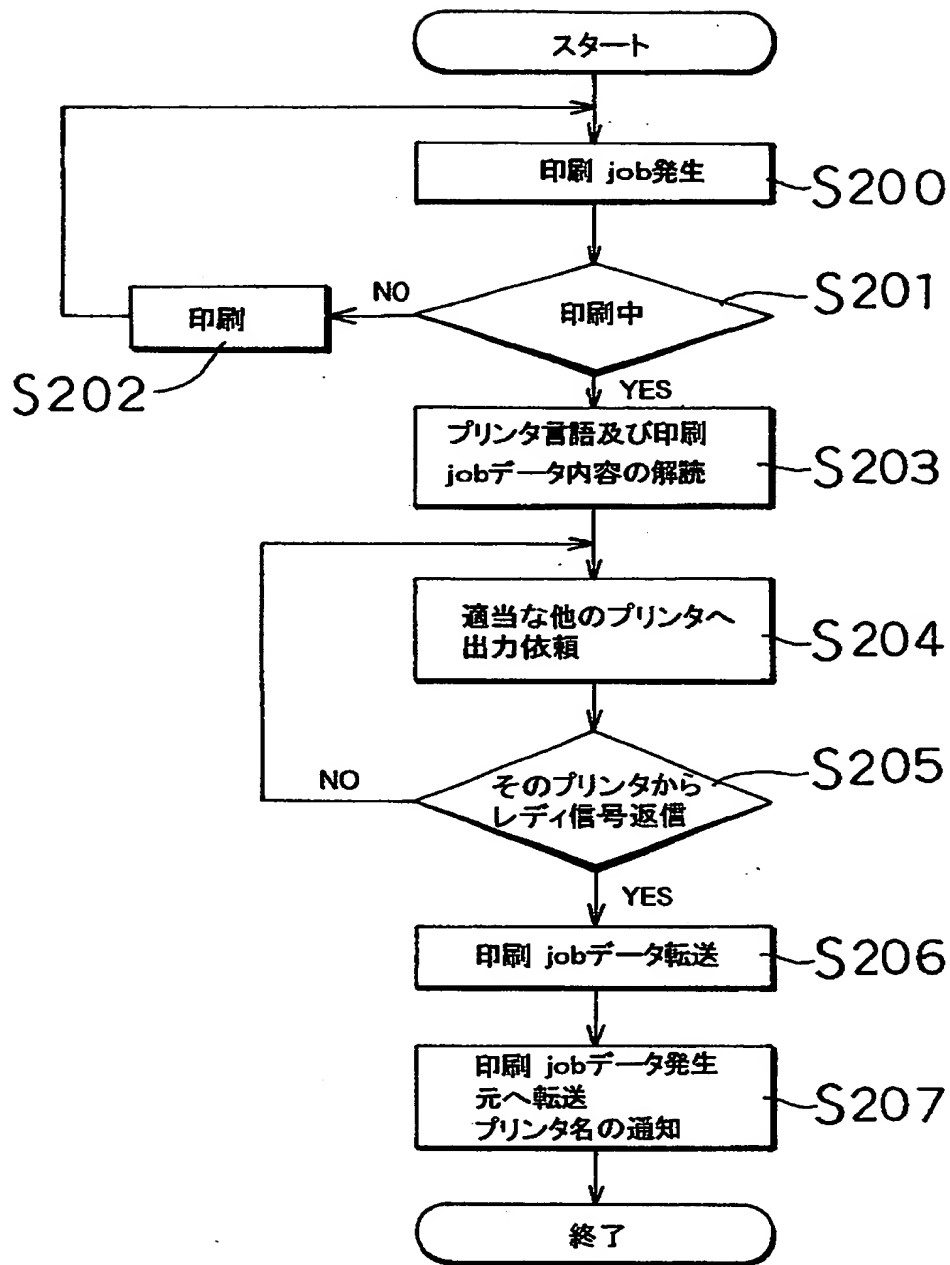 スタート
印刷 job発生
S200
印刷中
S201
NO
印刷
S202
YES
プリンタ言語及び印刷
jobデータ内容の解読
S203
適当な他のプリンタへ
出力依頼
S204
そのプリンタから
レディ信号返信
S205
NO
YES
印刷 jobデータ転送
S206
印刷 jobデータ発生
元へ転送
プリンタ名の通知
S207
終了